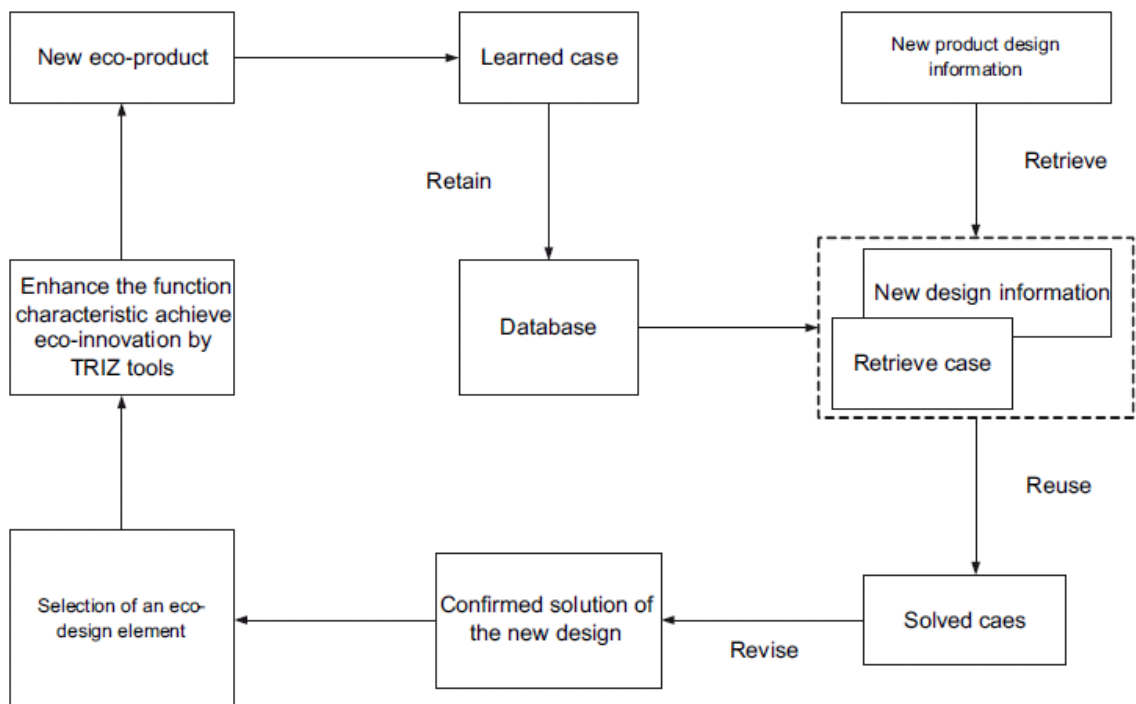 New eco-product
Learned case
New product design
information
Retain
Retrieve
Enhance the function
characteristic achieve
eco-innovation by
TRIZ tools
Database
New design information
Retrieve case
Reuse
Selection of an eco-
design element
Confirmed solution of
the new design
Revise
Solved caes